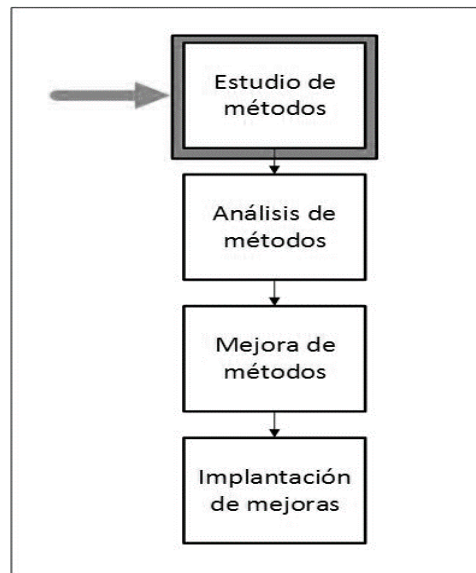 Estudio de
métodos
Análisis de
métodos
Mejora de
métodos
Implantación
de mejoras